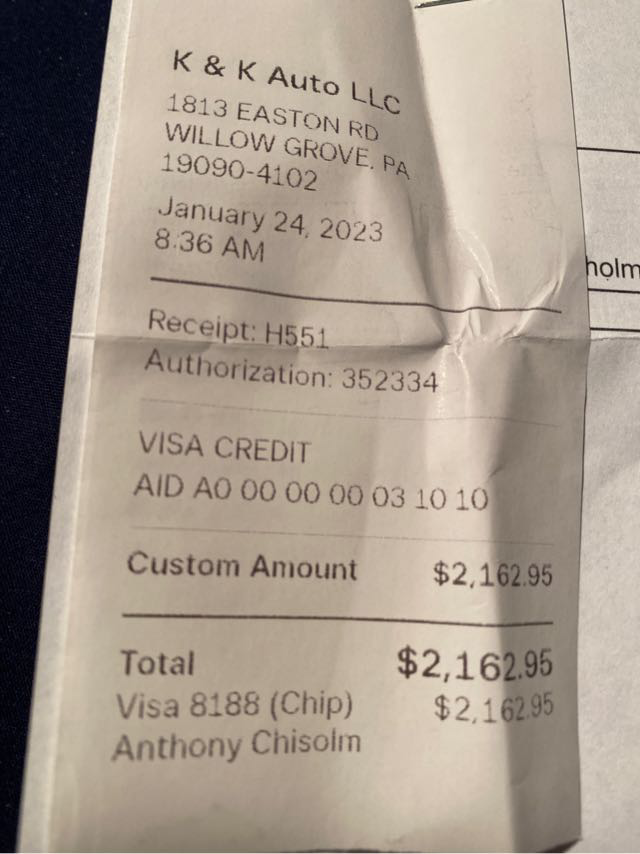 K & K Auto LLC
1813 EASTON RD
WILLOW GROVE, PA
19090-4102
January 24, 2023
8:36 AM
Receipt: H551
Authorization: 352334
VISA CREDIT
AID A0 00 00 00 03 10 10
Custom Amount $2,162.95
Total $2,162.95
Visa 8188 (Chip) $2,162.95
Anthony Chisolm
holm